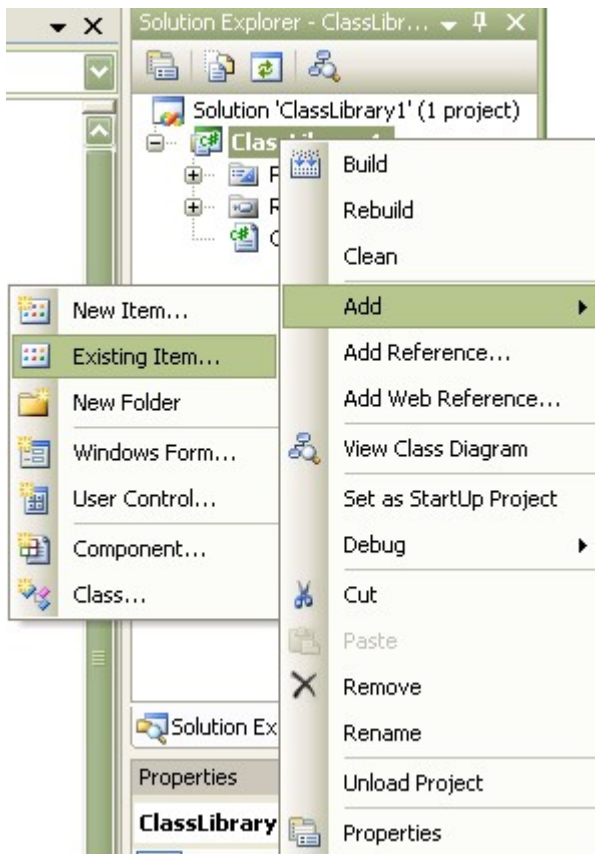 Solution Explorer - ClassLibr...
Solution 'ClassLibrary1' (1 project)
Build
Rebuild
Clean
Add
Add Reference...
Add Web Reference...
View Class Diagram
Set as StartUp Project
Debug
Cut
Paste
Remove
Rename
Unload Project
Properties
New Item...
Existing Item...
New Folder
Windows Form...
User Control...
Component...
Class...
Solution Ex
Properties
ClassLibrary